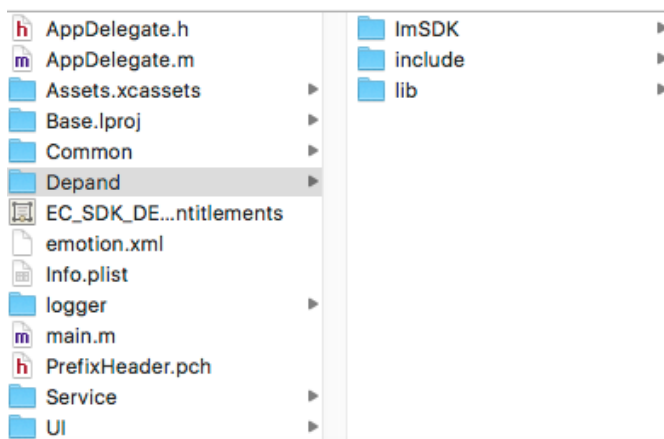 AppDelegate.h
AppDelegate.m
Assets.xcassets
Base.lproj
Common
Depand
EC_SDK_DE...ntitlements
emotion.xml
Info.plist
logger
main.m
PrefixHeader.pch
Service
UI
ImSDK
include
lib